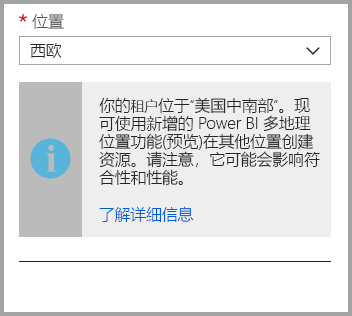 * 位置
西欧
你的租户位于“美国中南部”。现
可使用新增的 Power BI 多地理
位置功能(预览)在其他位置创建
资源。请注意，它可能会影响符
合性和性能。
了解详细信息